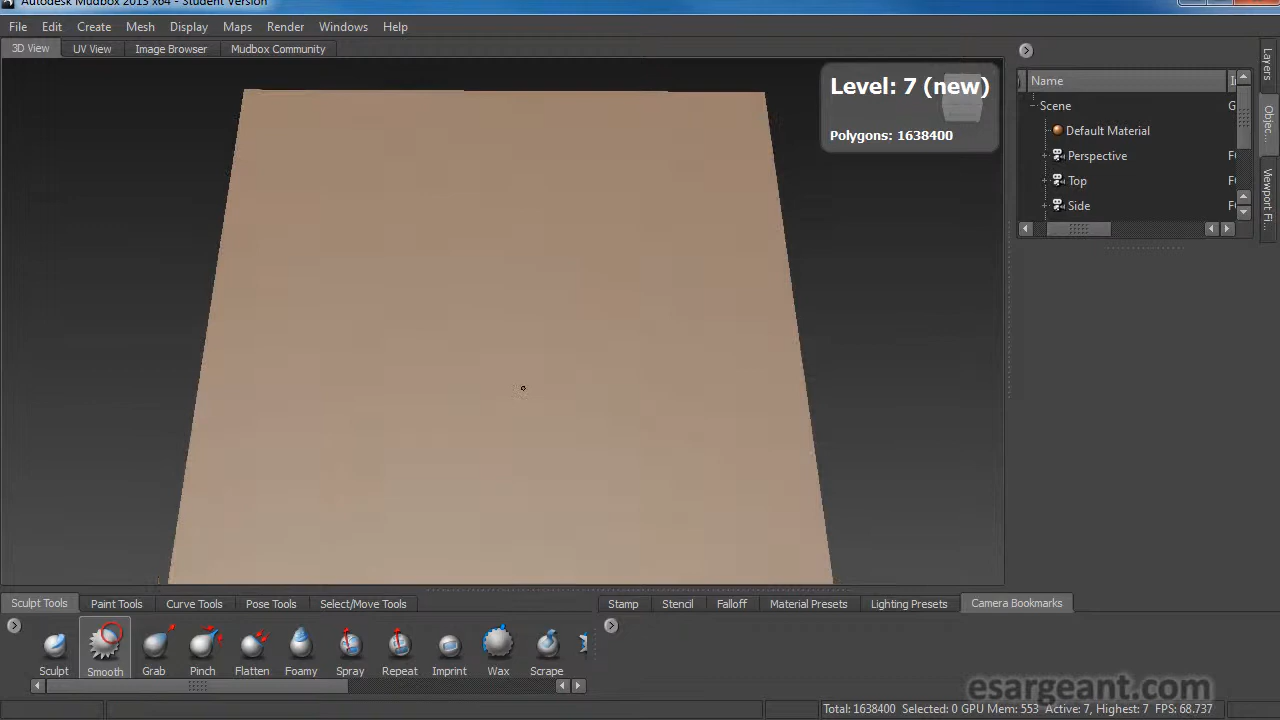 Autodesk Mudbox 2013 x64 - Student Version
File Edit Create Mesh Display Maps Render Windows Help
3D View UV View Image Browser Mudbox Community
Level: 7 (new)
Polygons: 1638400
Name
Scene
Default Material
Perspective
Top
Side
Layers
Objec...
Viewport Fi...
Sculpt Tools Paint Tools Curve Tools Pose Tools Select/Move Tools
Stamp Stencil Falloff Material Presets Lighting Presets Camera Bookmarks
Sculpt Smooth Grab Pinch Flatten Foamy Spray Repeat Imprint Wax Scrape
esargeant.com
Total: 1638400 Selected: 0 GPU Mem: 553 Active: 7, Highest: 7 FPS: 68.737